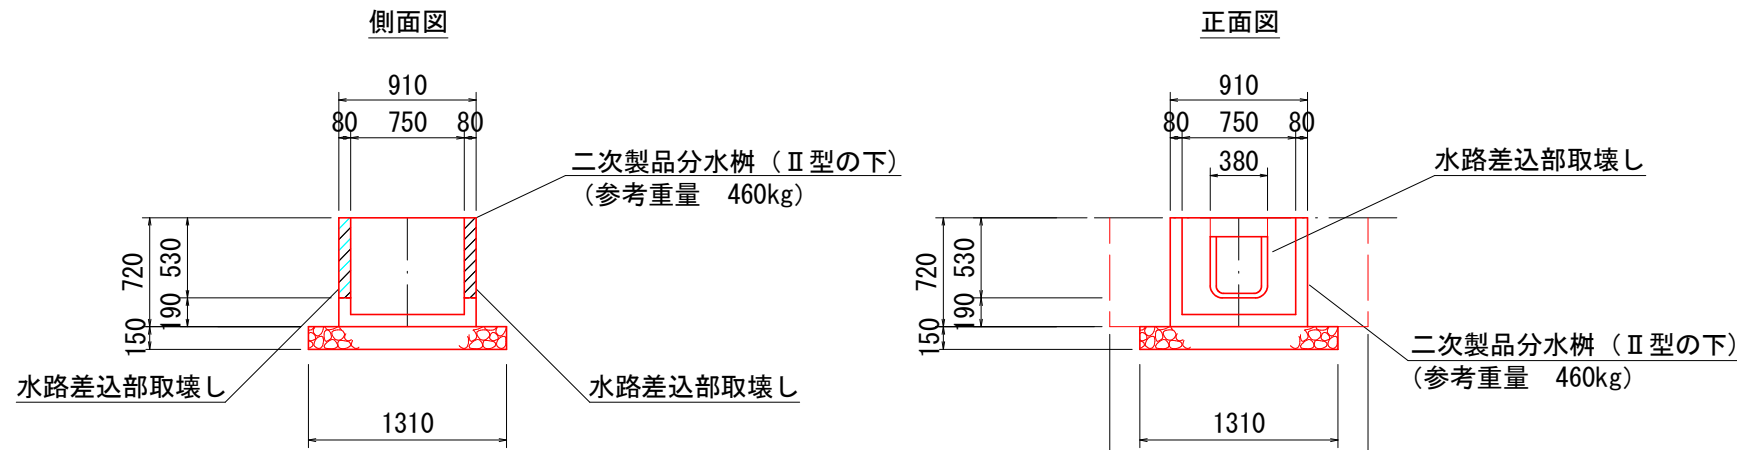 側面図
910
80 750 80
二次製品分水桝（Ⅱ型の下）
（参考重量　460kg）
720
530
190
150
水路差込部取壊し
水路差込部取壊し
1310
正面図
910
80 750 80
380
水路差込部取壊し
720
530
190
150
二次製品分水桝（Ⅱ型の下）
（参考重量　460kg）
1310